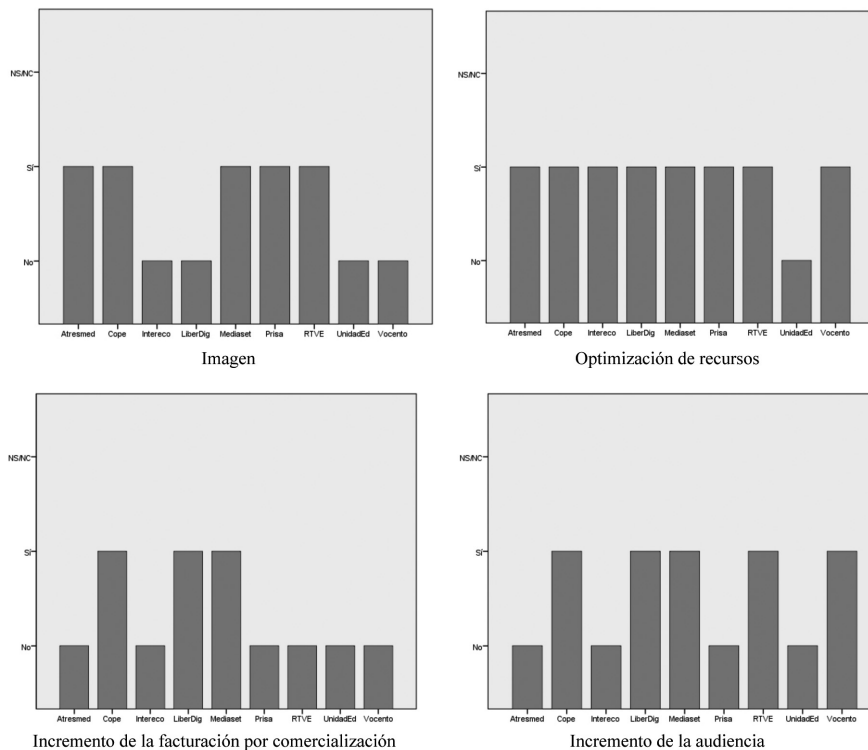 NS/NC
Sí
No
Atresmed Cope Intereco LiberDig Mediaset Prisa RTVE UnidadEd Vocento
Imagen
NS/NC
Sí
No
Atresmed Cope Intereco LiberDig Mediaset Prisa RTVE UnidadEd Vocento
Optimización de recursos
NS/NC
Sí
No
Atresmed Cope Intereco LiberDig Mediaset Prisa RTVE UnidadEd Vocento
Incremento de la facturación por comercialización
NS/NC
Sí
No
Atresmed Cope Intereco LiberDig Mediaset Prisa RTVE UnidadEd Vocento
Incremento de la audiencia